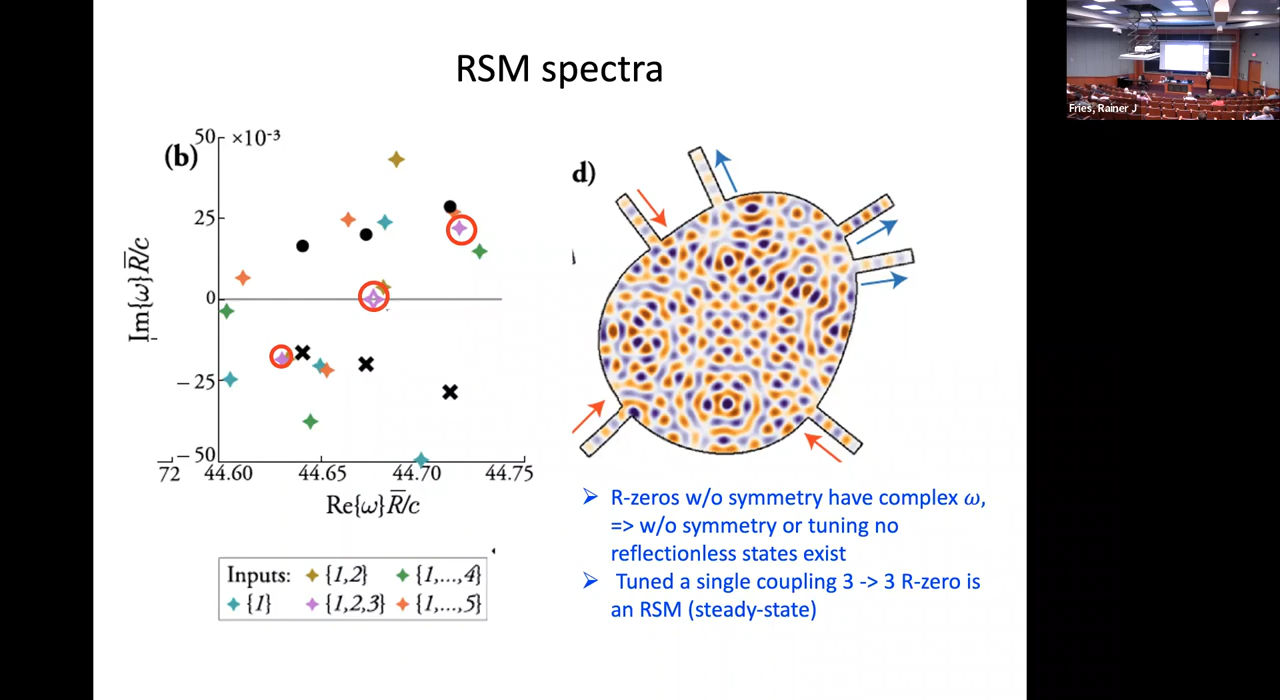 RSM spectra
Fries, Rainer J
(b)
50 ×10⁻³
25
0
−25
−50
Im{ω}R̅/c
72 44.60 44.65 44.70 44.75
Re{ω}R̅/c
Inputs: {1,2} {1,...,4}
{1} {1,2,3} {1,...,5}
d)
➢ R-zeros w/o symmetry have complex ω,
=> w/o symmetry or tuning no
reflectionless states exist
➢ Tuned a single coupling 3 -> 3 R-zero is
an RSM (steady-state)